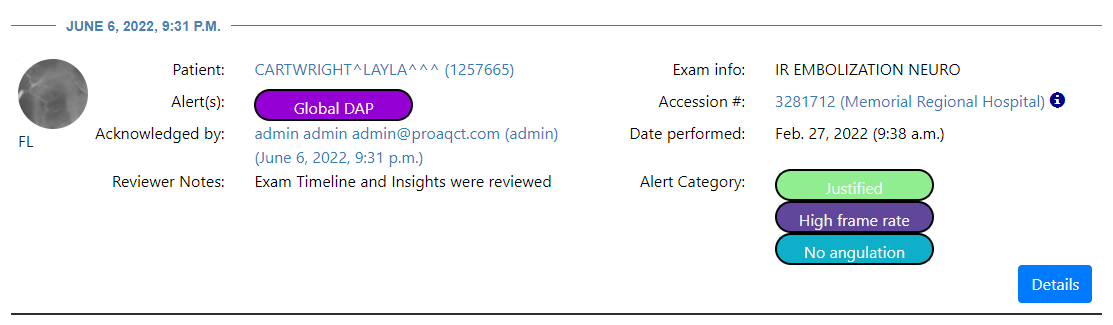 JUNE 6, 2022, 9:31 P.M.
Patient: CARTWRIGHT^LAYLA^^^ (1257665)
Exam info: IR EMBOLIZATION NEURO
Alert(s): Global DAP
Accession #: 3281712 (Memorial Regional Hospital)
FL
Acknowledged by: admin admin admin@proaqct.com (admin)
(June 6, 2022, 9:31 p.m.)
Date performed: Feb. 27, 2022 (9:38 a.m.)
Reviewer Notes: Exam Timeline and Insights were reviewed
Alert Category: Justified
High frame rate
No angulation
Details